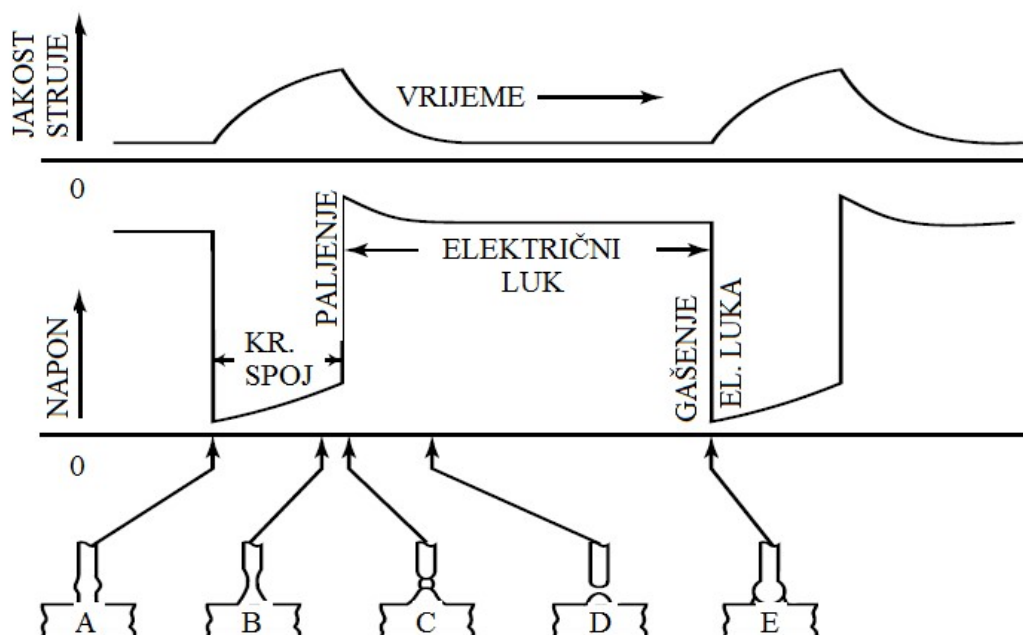 JAKOST
STRUJE
VRIJEME
0
PALJENJE
ELEKTRIČNI
LUK
NAPON
KR.
SPOJ
GAŠENJE
EL. LUKA
0
A
B
C
D
E